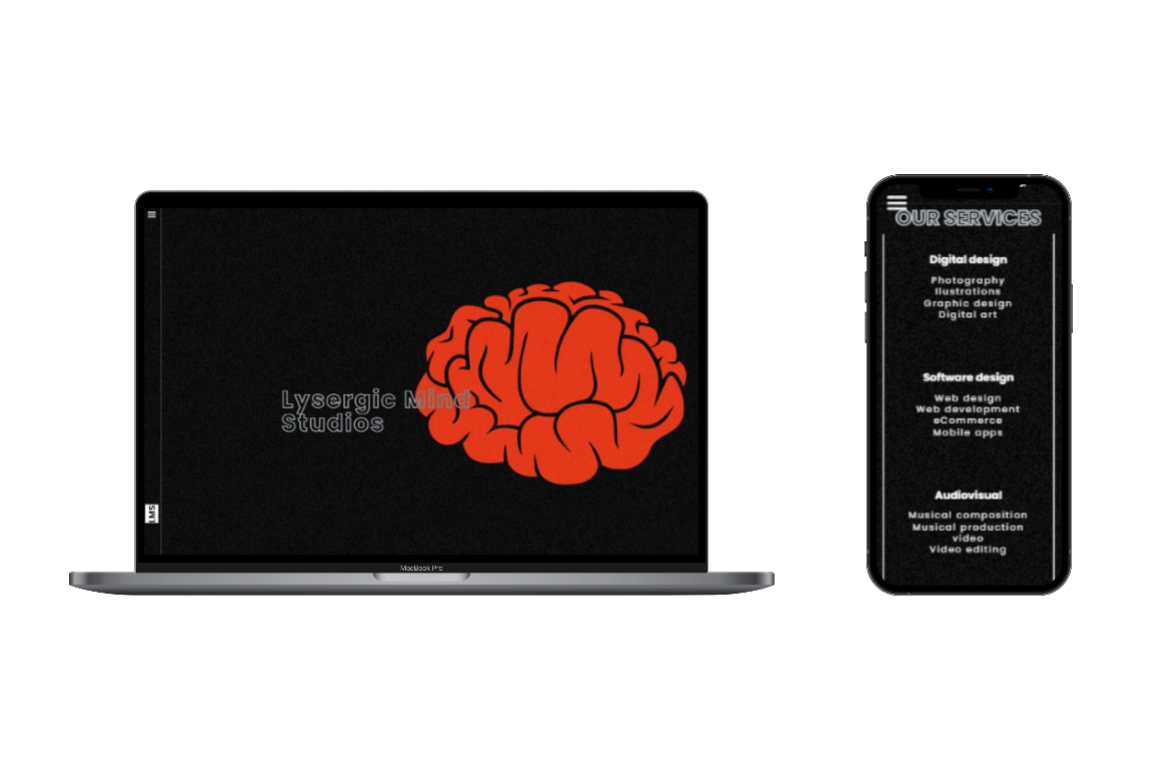 Lysergic Mind
Studios
LMS
MacBook Pro
OUR SERVICES
Digital design
Photography
Ilustrations
Graphic design
Digital art
Software design
Web design
Web development
eCommerce
Mobile apps
Audiovisual
Musical composition
Musical production
video
Video editing